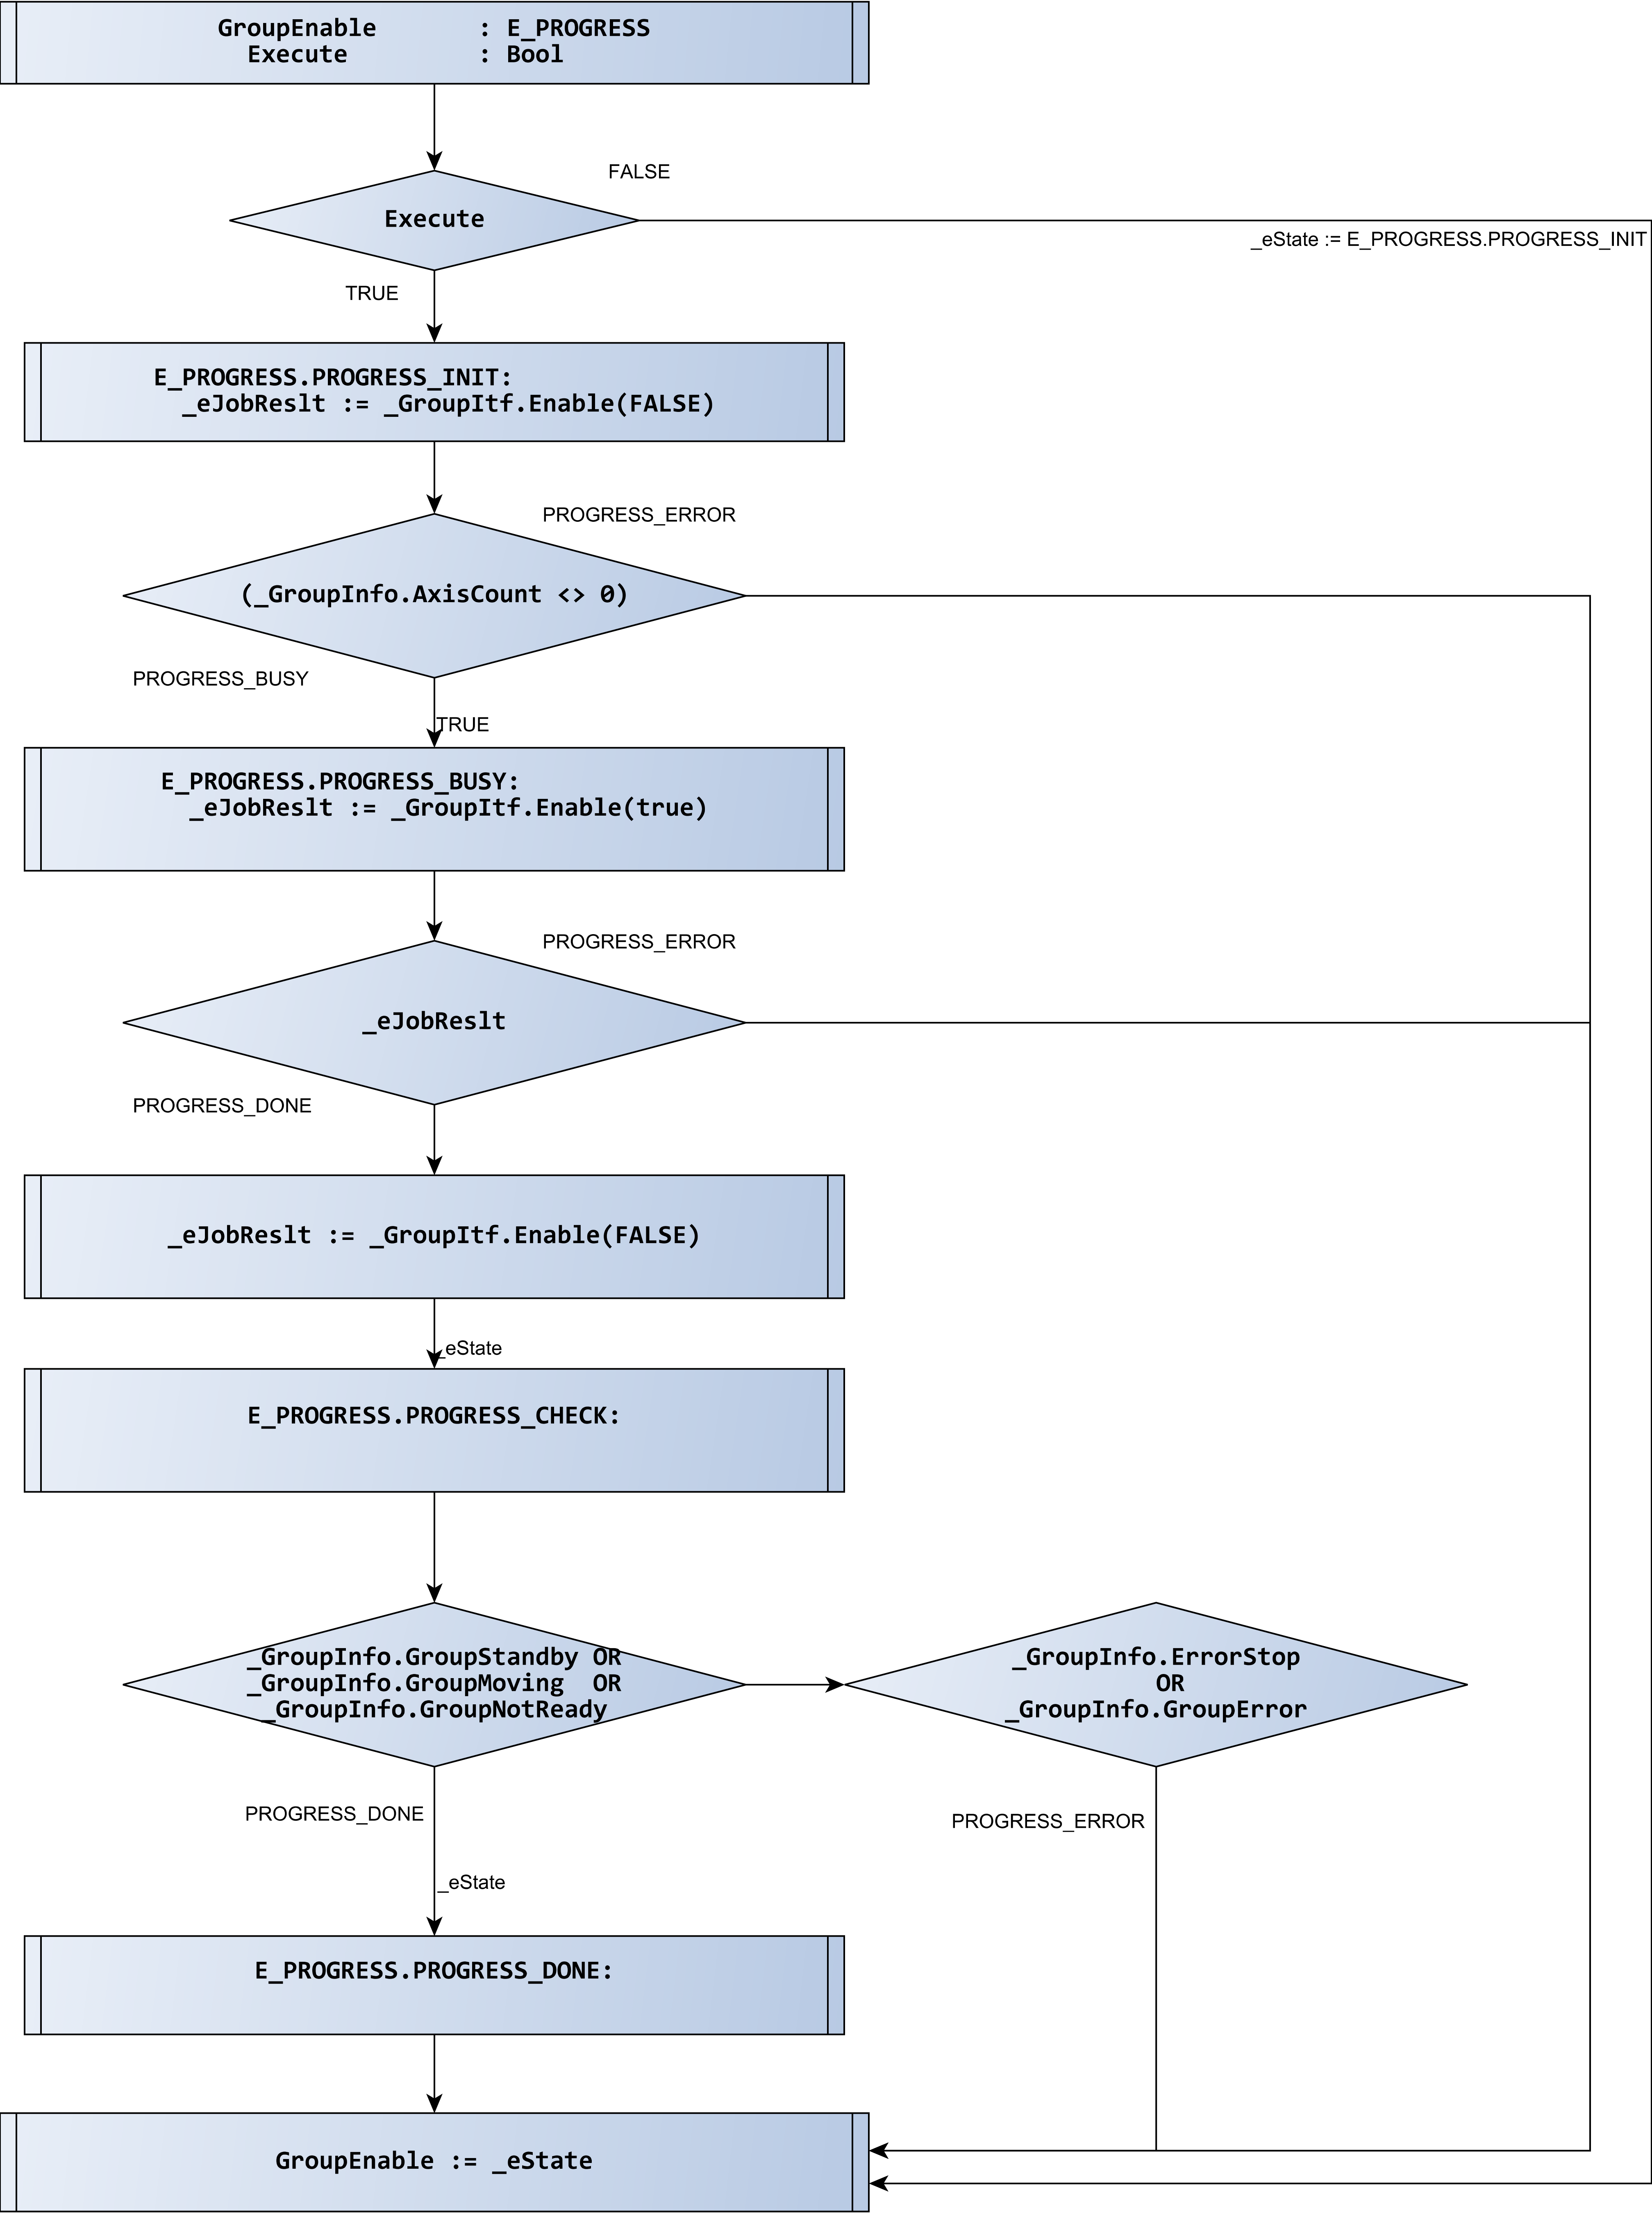 GroupEnable       : E_PROGRESS
Execute         : Bool
FALSE
Execute
_eState := E_PROGRESS.PROGRESS_INIT
TRUE
E_PROGRESS.PROGRESS_INIT:
_eJobReslt := _GroupItf.Enable(FALSE)
PROGRESS_ERROR
(_GroupInfo.AxisCount <> 0)
PROGRESS_BUSY
TRUE
E_PROGRESS.PROGRESS_BUSY:
_eJobReslt := _GroupItf.Enable(true)
PROGRESS_ERROR
_eJobReslt
PROGRESS_DONE
_eJobReslt := _GroupItf.Enable(FALSE)
_eState
E_PROGRESS.PROGRESS_CHECK:
_GroupInfo.GroupStandby OR
_GroupInfo.GroupMoving  OR
_GroupInfo.GroupNotReady
_GroupInfo.ErrorStop
OR
_GroupInfo.GroupError
PROGRESS_DONE
PROGRESS_ERROR
_eState
E_PROGRESS.PROGRESS_DONE:
GroupEnable := _eState